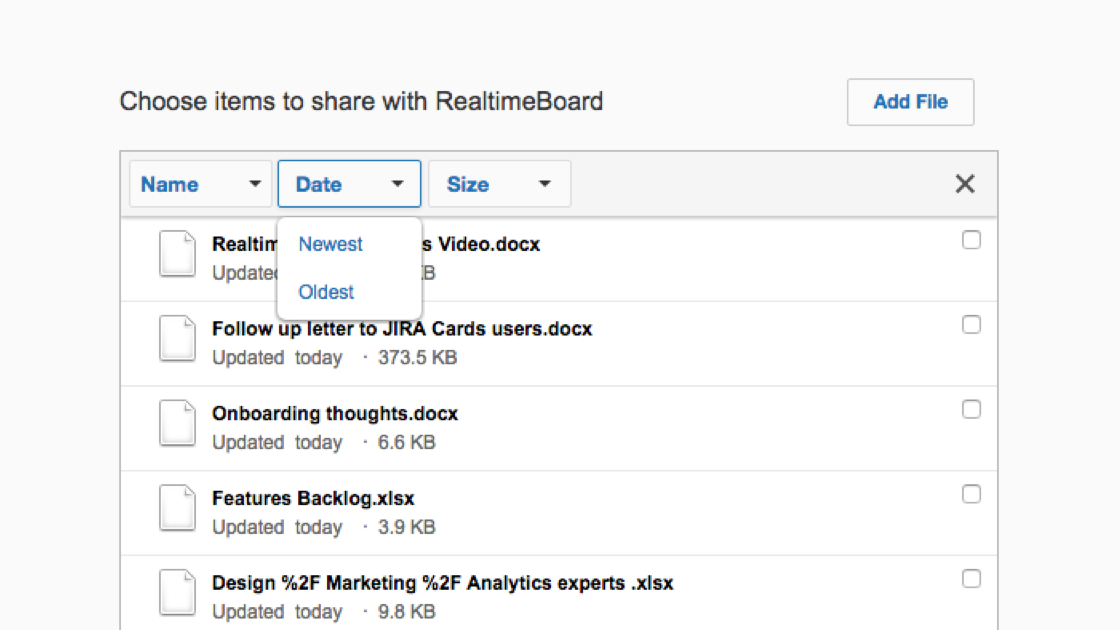 Choose items to share with RealtimeBoard
Add File
Name
Date
Size
Newest
Oldest
s Video.docx
Updated
KB
Follow up letter to JIRA Cards users.docx
Updated today · 373.5 KB
Onboarding thoughts.docx
Updated today · 6.6 KB
Features Backlog.xlsx
Updated today · 3.9 KB
Design %2F Marketing %2F Analytics experts .xlsx
Updated today · 9.8 KB